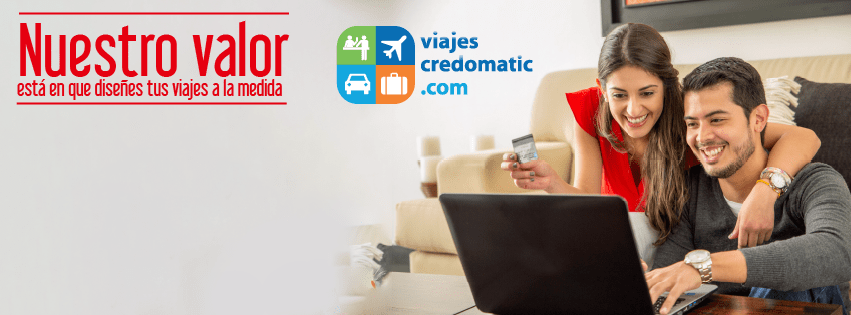 Nuestro valor
está en que diseñes tus viajes a la medida
viajes
credomatic
.com